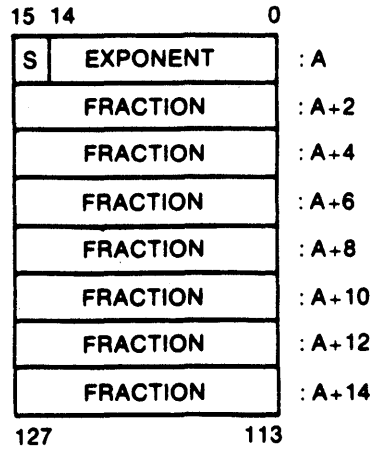 15 14 0
S EXPONENT : A
FRACTION : A+2
FRACTION : A+4
FRACTION : A+6
FRACTION : A+8
FRACTION : A+10
FRACTION : A+12
FRACTION : A+14
127 113